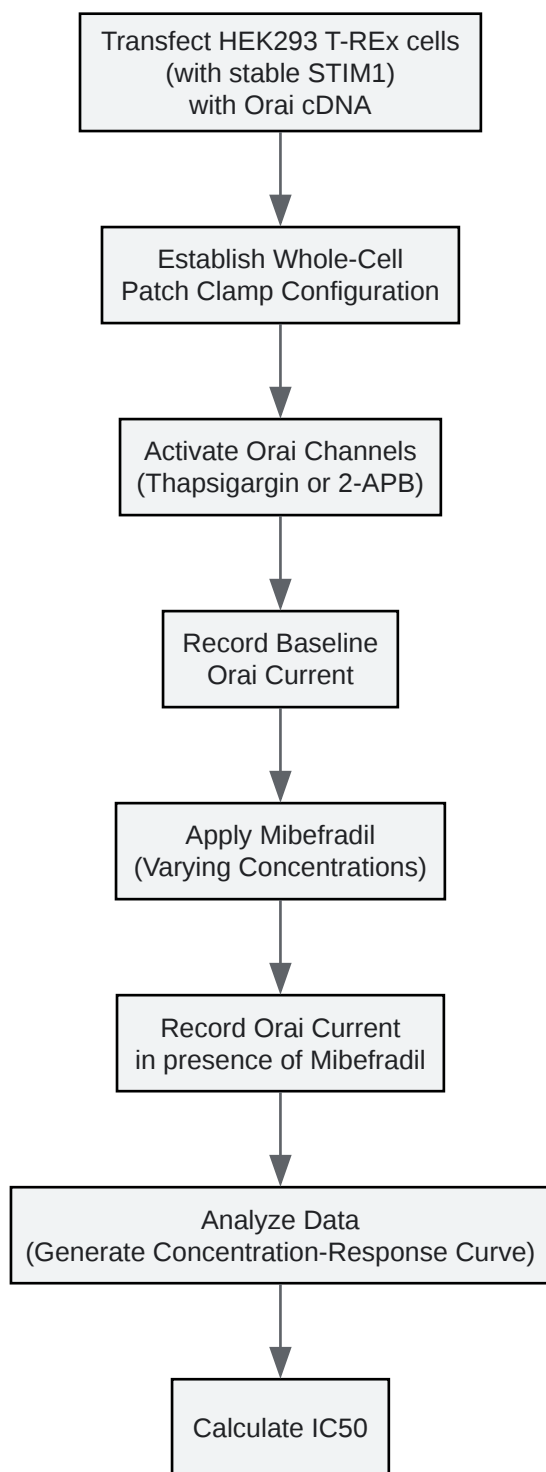 Transfect HEK293 T-REx cells
(with stable STIM1)
with Orai cDNA
Establish Whole-Cell
Patch Clamp Configuration
Activate Orai Channels
(Thapsigargin or 2-APB)
Record Baseline
Orai Current
Apply Mibefradil
(Varying Concentrations)
Record Orai Current
in presence of Mibefradil
Analyze Data
(Generate Concentration-Response Curve)
Calculate IC50